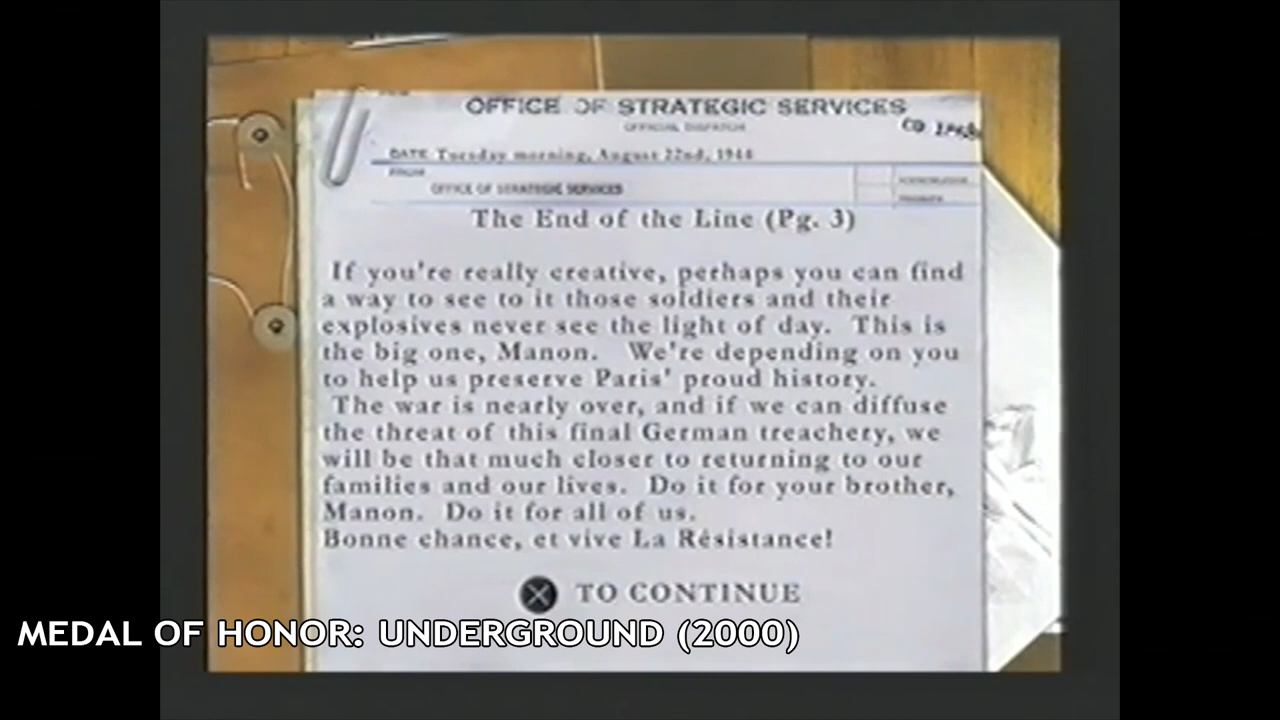 OFFICE OF STRATEGIC SERVICES
OFFICIAL DISPATCH
DATE Tuesday morning, August 22nd, 1944
FROM
OFFICE OF STRATEGIC SERVICES
The End of the Line (Pg. 3)
If you're really creative, perhaps you can find
a way to see to it those soldiers and their
explosives never see the light of day. This is
the big one, Manon. We're depending on you
to help us preserve Paris' proud history.
The war is nearly over, and if we can diffuse
the threat of this final German treachery, we
will be that much closer to returning to our
families and our lives. Do it for your brother,
Manon. Do it for all of us.
Bonne chance, et vive La Résistance!
TO CONTINUE
MEDAL OF HONOR: UNDERGROUND (2000)